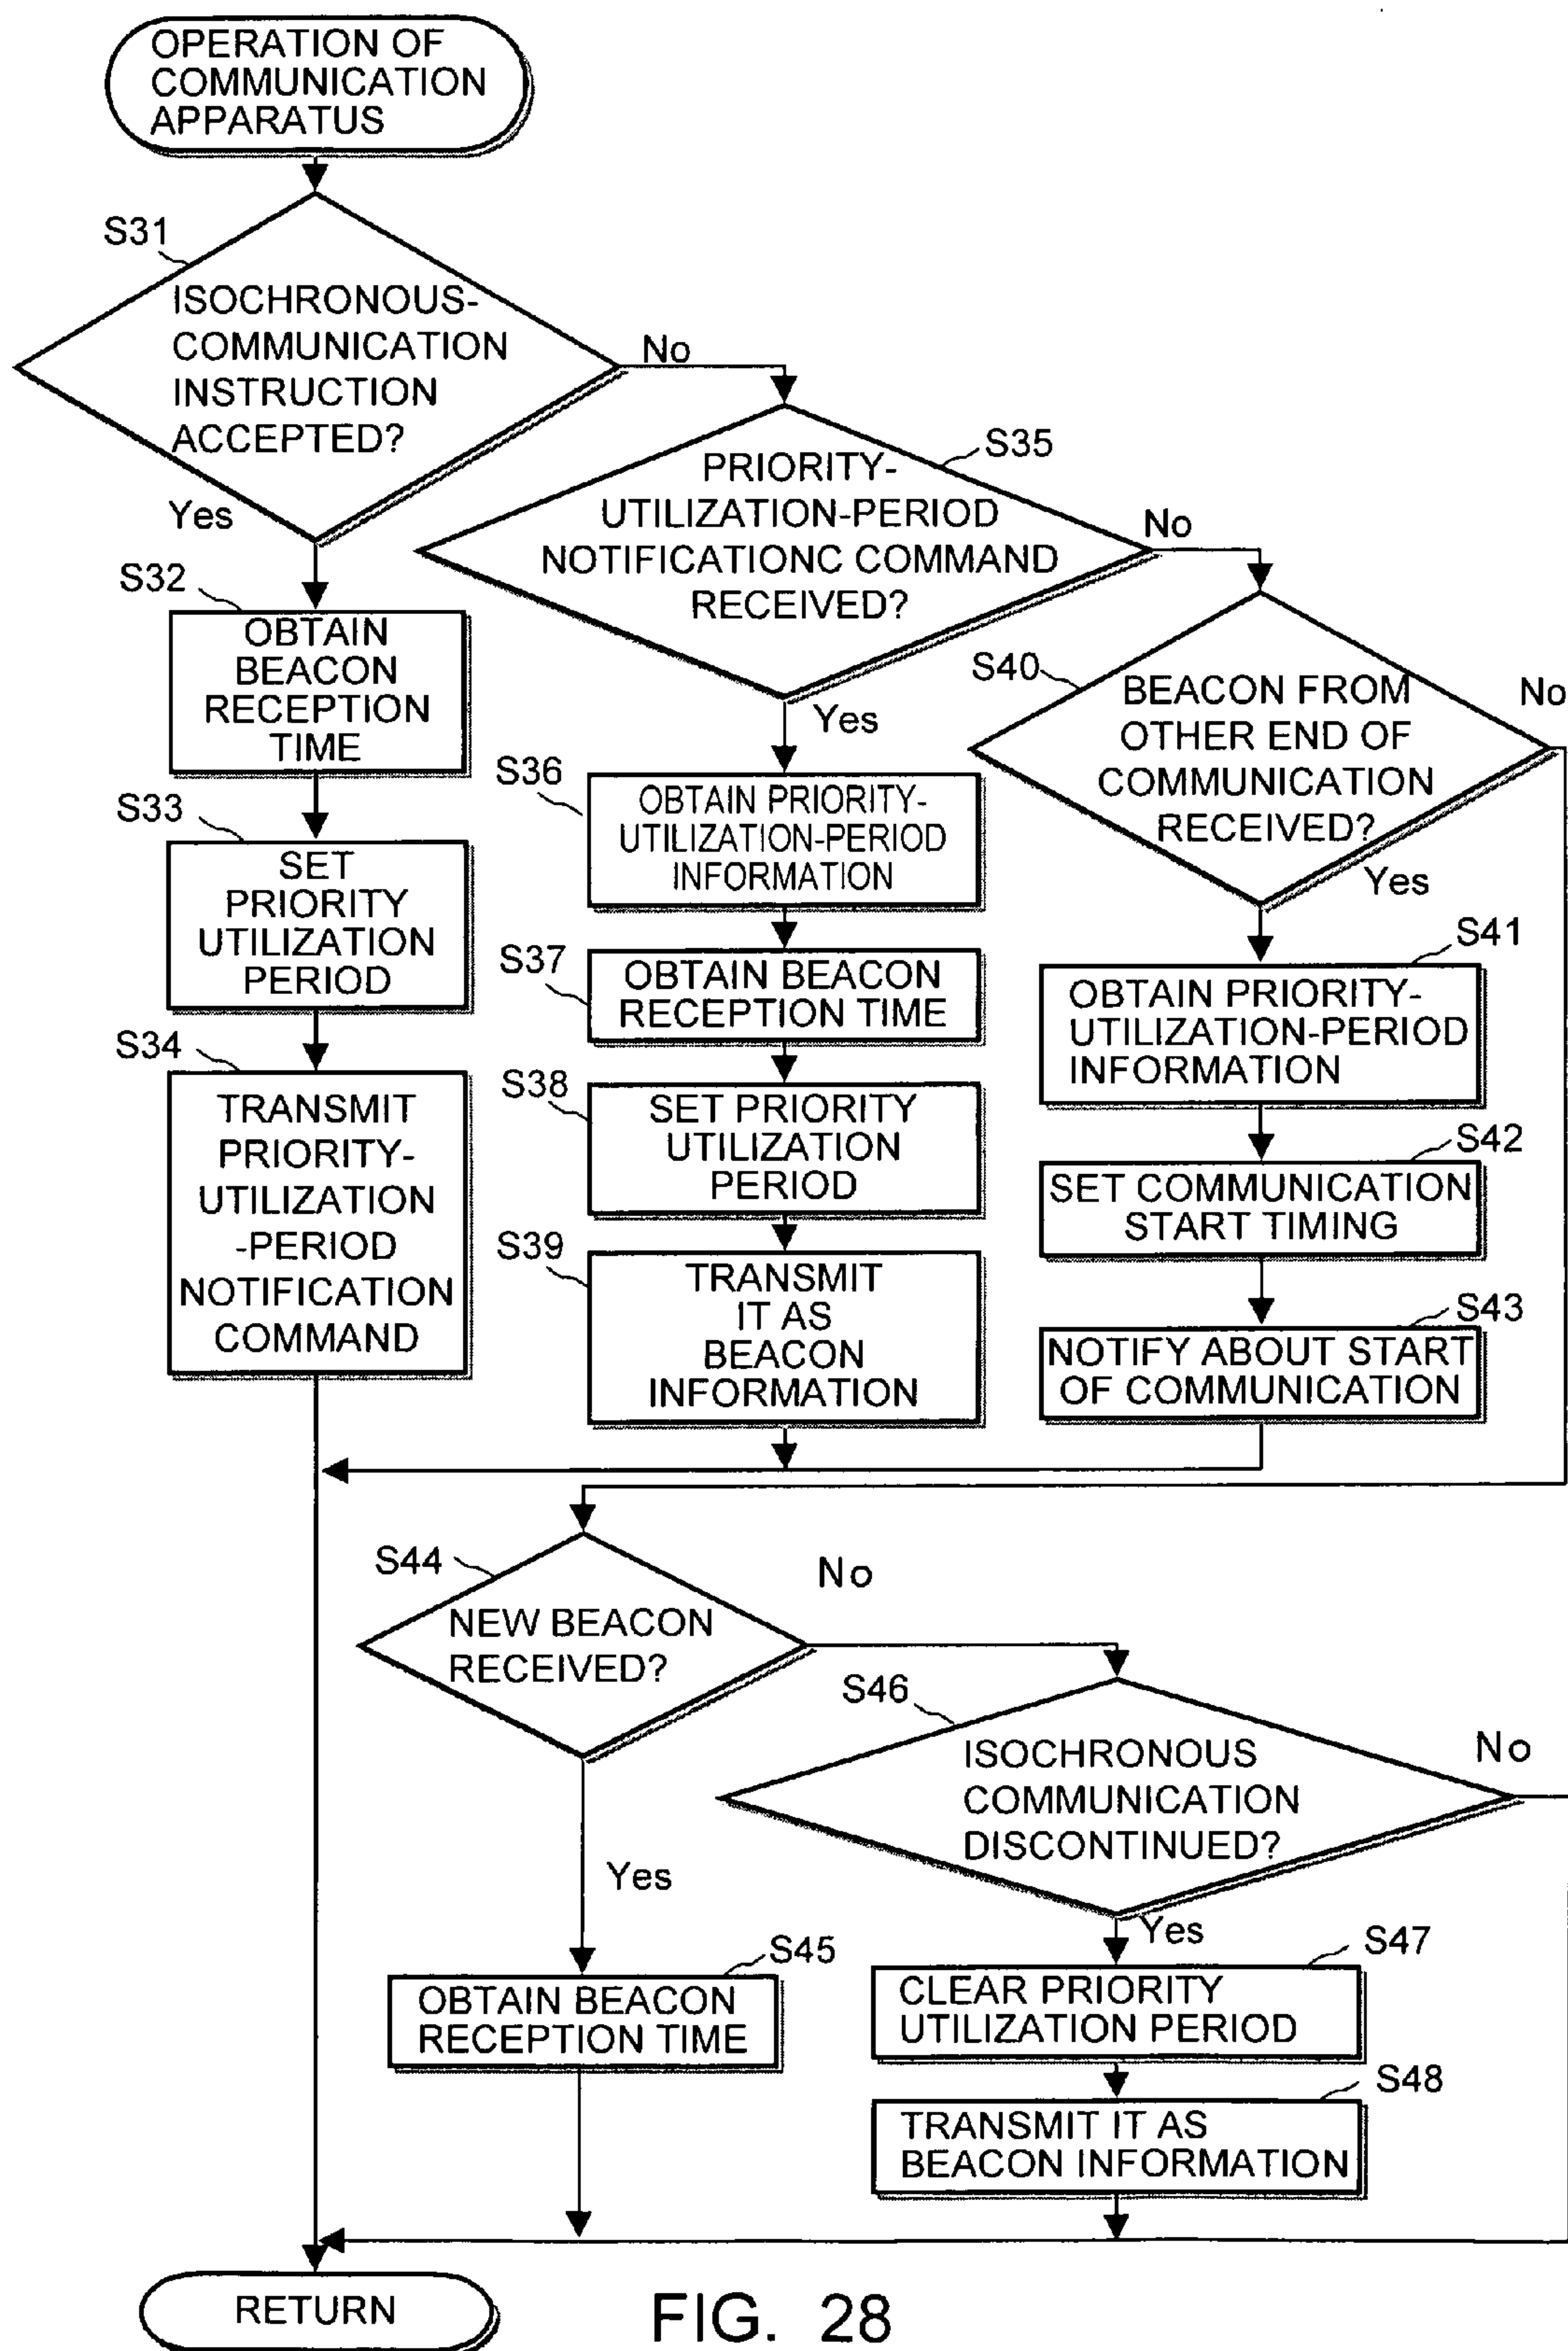 OPERATION OF
COMMUNICATION
APPARATUS
S31
ISOCHRONOUS-
COMMUNICATION
INSTRUCTION
ACCEPTED?
No
Yes
S32
OBTAIN
BEACON
RECEPTION
TIME
S33
SET
PRIORITY
UTILIZATION
PERIOD
S34
TRANSMIT
PRIORITY-
UTILIZATION
-PERIOD
NOTIFICATION
COMMAND
S35
PRIORITY-
UTILIZATION-PERIOD
NOTIFICATIONC COMMAND
RECEIVED?
No
Yes
S36
OBTAIN PRIORITY-
UTILIZATION-PERIOD
INFORMATION
S37
OBTAIN BEACON
RECEPTION TIME
S38
SET PRIORITY
UTILIZATION
PERIOD
S39
TRANSMIT
IT AS
BEACON
INFORMATION
S40
BEACON FROM
OTHER END OF
COMMUNICATION
RECEIVED?
No
Yes
S41
OBTAIN PRIORITY-
UTILIZATION-PERIOD
INFORMATION
S42
SET COMMUNICATION
START TIMING
S43
NOTIFY ABOUT START
OF COMMUNICATION
S44
NEW BEACON
RECEIVED?
No
Yes
S45
OBTAIN BEACON
RECEPTION TIME
S46
ISOCHRONOUS
COMMUNICATION
DISCONTINUED?
No
Yes
S47
CLEAR PRIORITY
UTILIZATION PERIOD
S48
TRANSMIT IT AS
BEACON INFORMATION
RETURN
FIG. 28